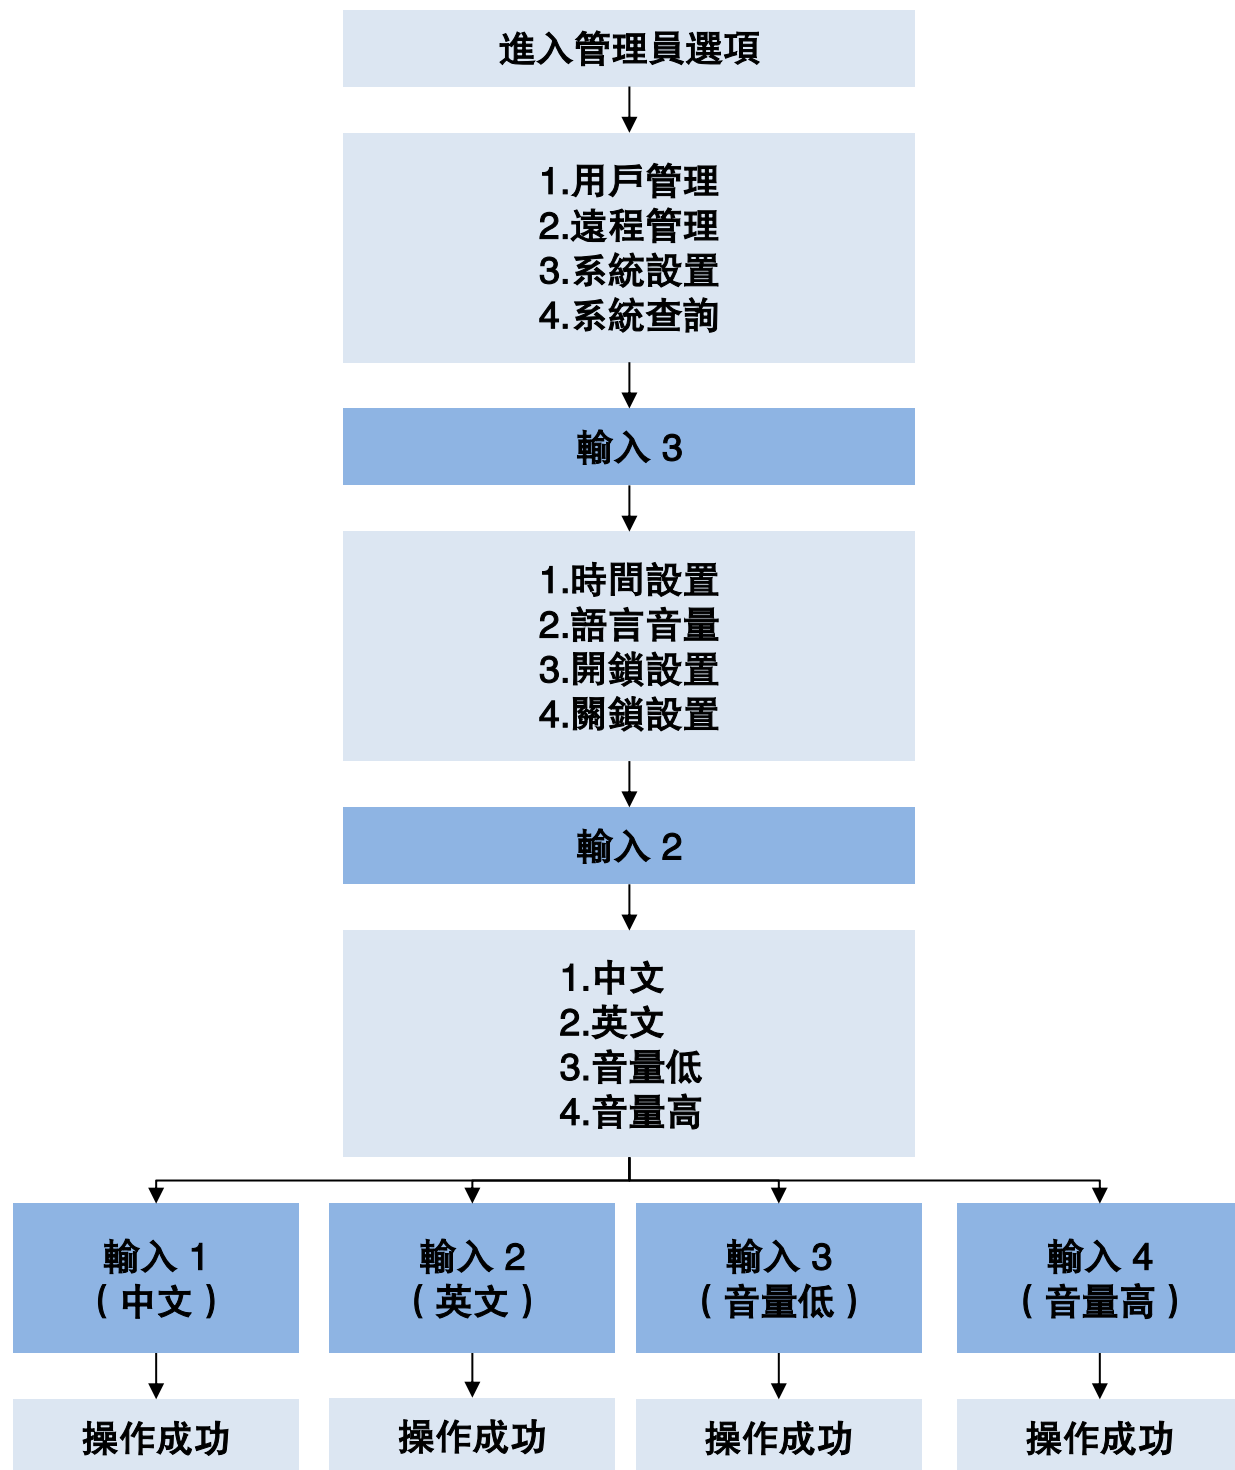 進入管理員選項
1.用戶管理
2.遠程管理
3.系統設置
4.系統查詢
輸入 3
1.時間設置
2.語言音量
3.開鎖設置
4.關鎖設置
輸入 2
1.中文
2.英文
3.音量低
4.音量高
輸入 1
（中文）
輸入 2
（英文）
輸入 3
（音量低）
輸入 4
（音量高）
操作成功
操作成功
操作成功
操作成功